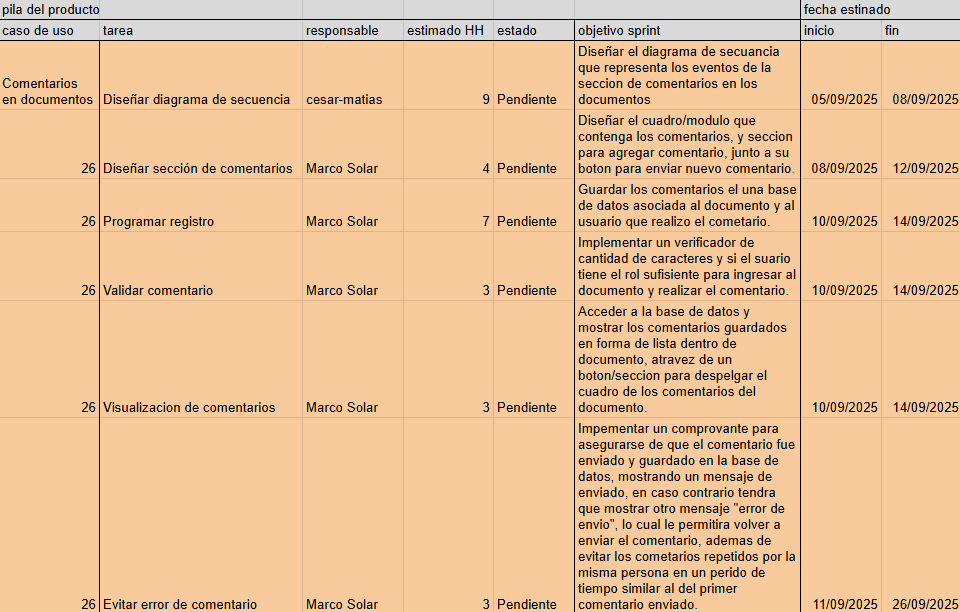 pila del producto fecha estinado
caso de uso tarea responsable estimado HH estado objetivo sprint inicio fin
Diseñar el diagrama de secuancia
que representa los eventos de la
Comentarios seccion de comentarios en los
en documentos Diseñar diagrama de secuencia cesar-matias 9 Pendiente documentos 05/09/2025 08/09/2025
Diseñar el cuadro/modulo que
contenga los comentarios, y seccion
para agregar comentario, junto a su
26 Diseñar sección de comentarios Marco Solar 4 Pendiente boton para enviar nuevo comentario. 08/09/2025 12/09/2025
Guardar los comentarios el una base
de datos asociada al documento y al
26 Programar registro Marco Solar 7 Pendiente usuario que realizo el cometario. 10/09/2025 14/09/2025
Implementar un verificador de
cantidad de caracteres y si el suario
tiene el rol sufisiente para ingresar al
26 Validar comentario Marco Solar 3 Pendiente documento y realizar el comentario. 10/09/2025 14/09/2025
Acceder a la base de datos y
mostrar los comentarios guardados
en forma de lista dentro de
documento, atravez de un
boton/seccion para despelgar el
cuadro de los comentarios del
26 Visualizacion de comentarios Marco Solar 3 Pendiente documento. 10/09/2025 14/09/2025
Impementar un comprovante para
asegurarse de que el comentario fue
enviado y guardado en la base de
datos, mostrando un mensaje de
enviado, en caso contrario tendra
que mostrar otro mensaje "error de
envio", lo cual le permitira volver a
enviar el comentario, ademas de
evitar los cometarios repetidos por la
misma persona en un perido de
tiempo similar al del primer
26 Evitar error de comentario Marco Solar 3 Pendiente comentario enviado. 11/09/2025 26/09/2025